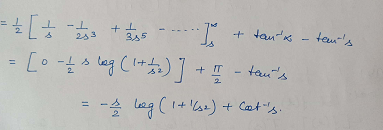 = 1/2 [ 1/s - 1/2s³ + 1/3s⁵ - ----- ]_s^∞ + tan⁻¹∞ - tan⁻¹s
= [ 0 - 1/2 s log ( 1 + 1/s² ) ] + π/2 - tan⁻¹s
= - s/2 log ( 1 + 1/s² ) + Cot⁻¹s.